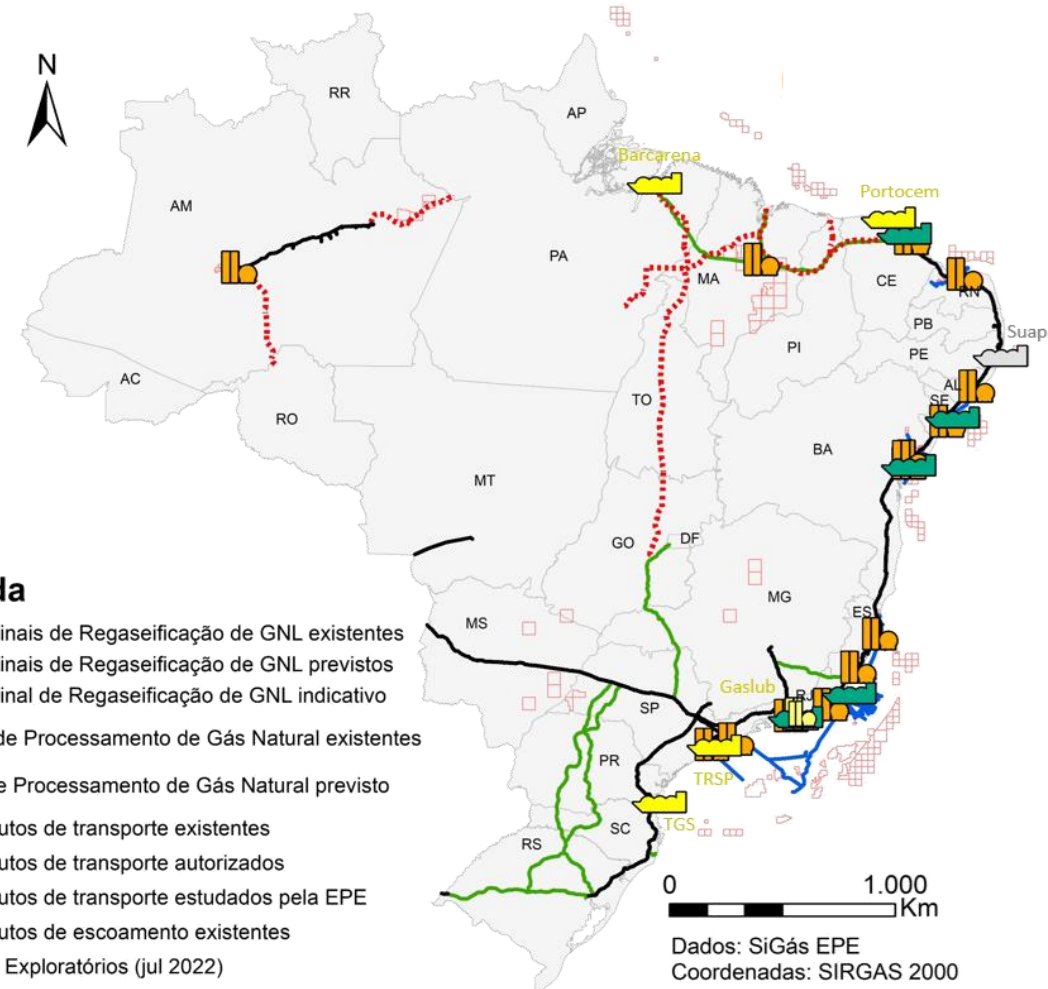 N
RR
AP
Barcarena
Portocem
AM
PA
MA
CE
RN
PB
PI
PE
Suap
AC
RO
TO
AL
SE
BA
MT
GO
DF
MG
ES
MS
Gaslub
RJ
SP
PR
TRSP
TGS
SC
RS
da
inais de Regaseificação de GNL existentes
inais de Regaseificação de GNL previstos
inal de Regaseificação de GNL indicativo
de Processamento de Gás Natural existentes
e Processamento de Gás Natural previsto
utos de transporte existentes
utos de transporte autorizados
utos de transporte estudados pela EPE
utos de escoamento existentes
Exploratórios (jul 2022)
0 1.000
Km
Dados: SiGás EPE
Coordenadas: SIRGAS 2000